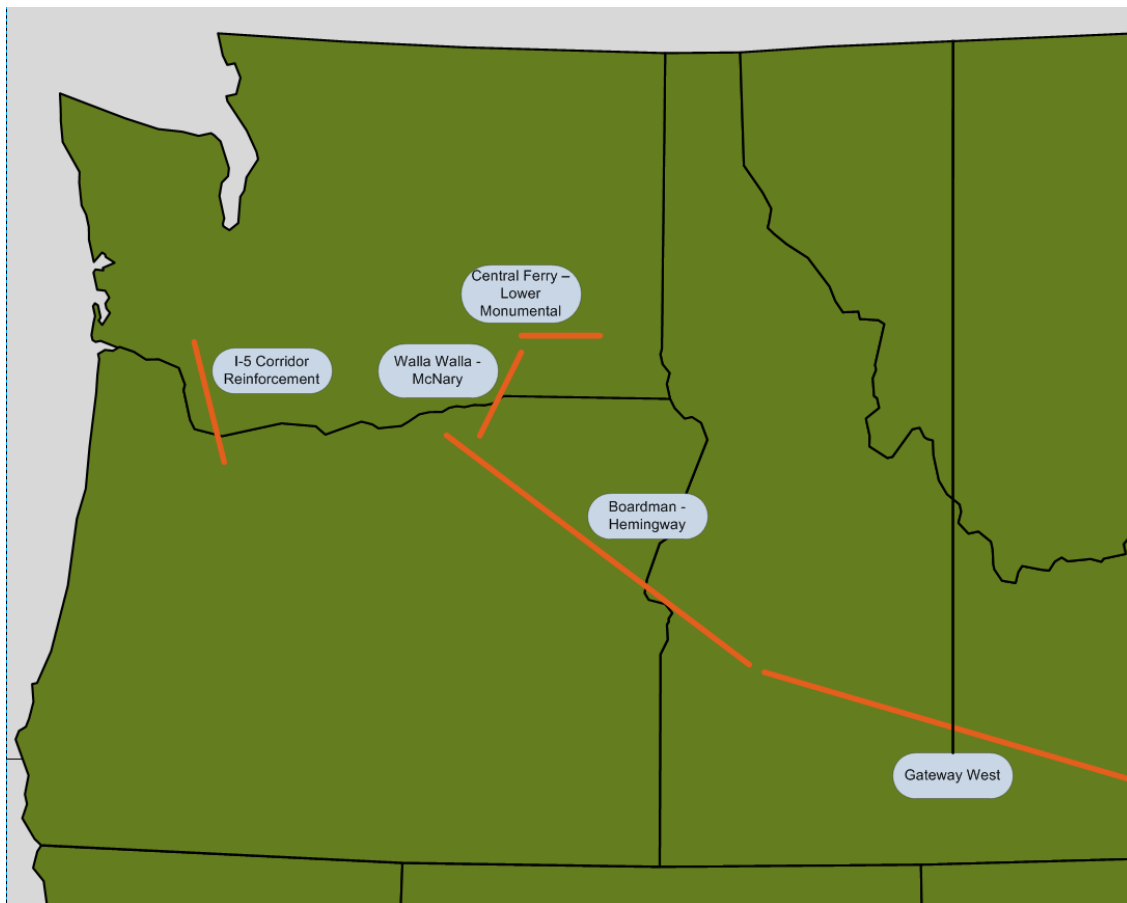 Central Ferry –
Lower
Monumental
I-5 Corridor
Reinforcement
Walla Walla -
McNary
Boardman -
Hemingway
Gateway West